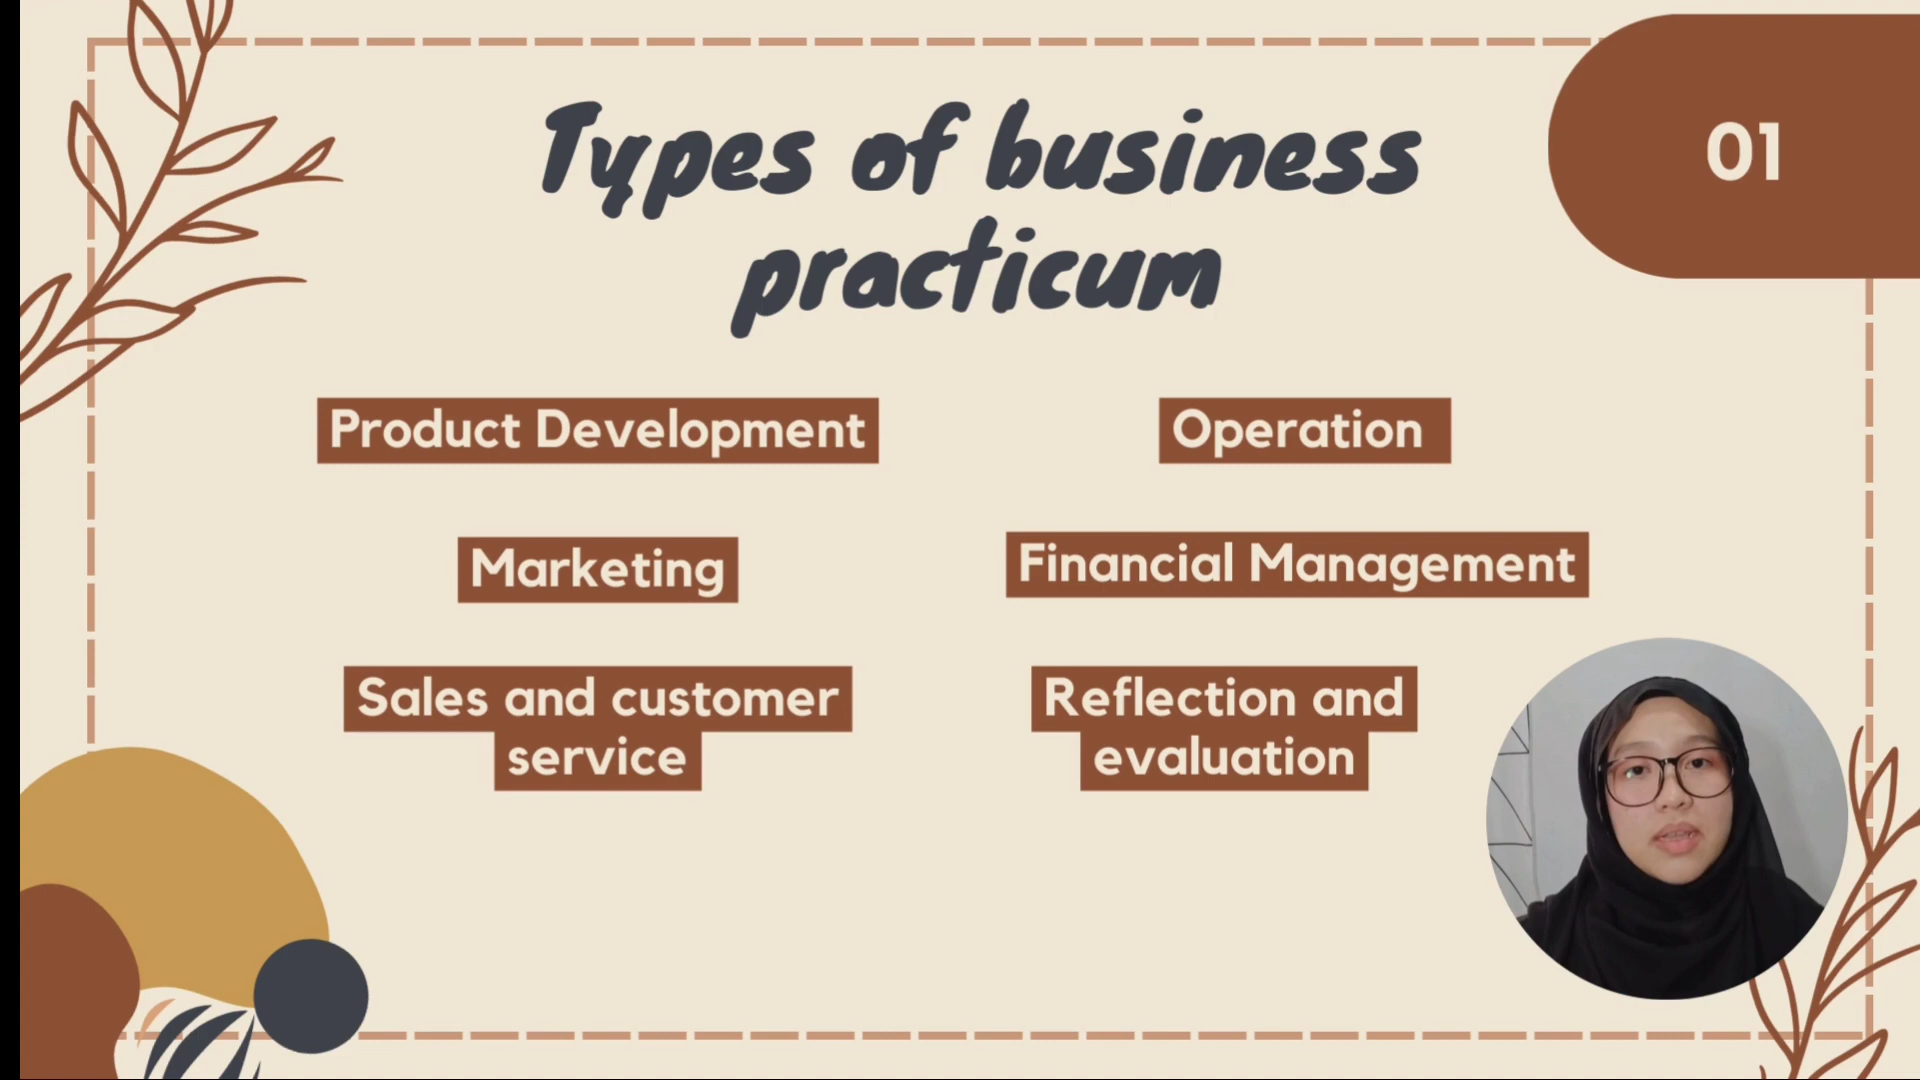 Types of business
practicum
01
Product Development
Operation
Marketing
Financial Management
Sales and customer
service
Reflection and
evaluation